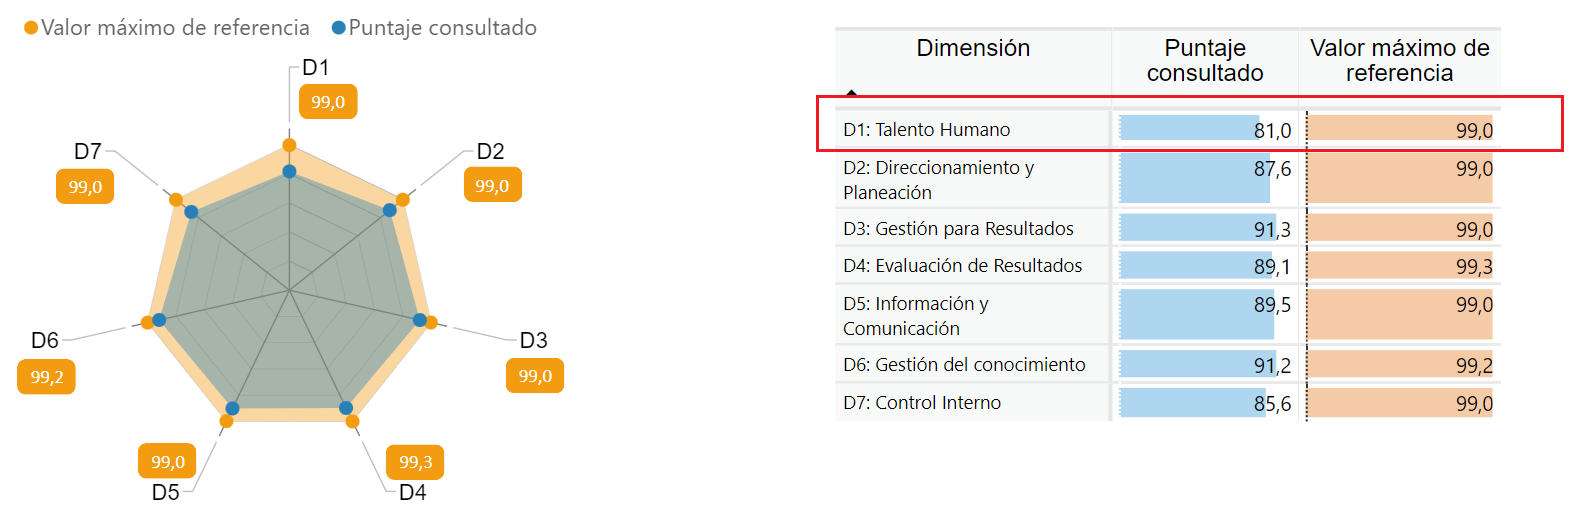 Valor máximo de referencia Puntaje consultado
D1
99,0
D7
99,0
D2
99,0
D6
99,2
D3
99,0
99,0
D5
99,3
D4
Dimensión Puntaje consultado Valor máximo de referencia
D1: Talento Humano 81,0 99,0
D2: Direccionamiento y 87,6 99,0
Planeación
D3: Gestión para Resultados 91,3 99,0
D4: Evaluación de Resultados 89,1 99,3
D5: Información y 89,5 99,0
Comunicación
D6: Gestión del conocimiento 91,2 99,2
D7: Control Interno 85,6 99,0